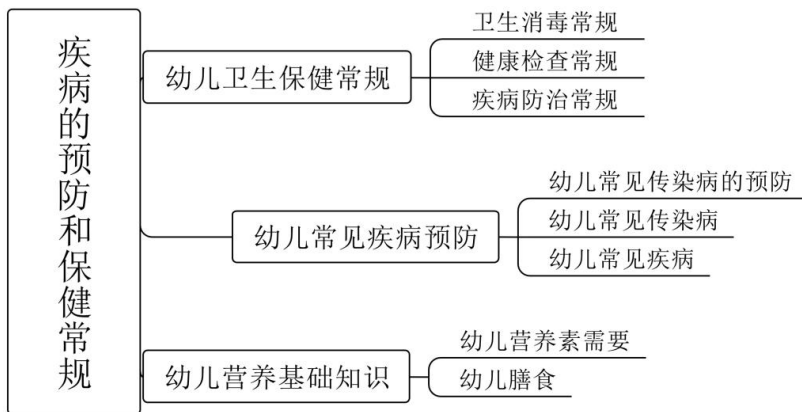 疾病的预防和保健常规
幼儿卫生保健常规
卫生消毒常规
健康检查常规
疾病防治常规
幼儿常见疾病预防
幼儿常见传染病的预防
幼儿常见传染病
幼儿常见疾病
幼儿营养基础知识
幼儿营养素需要
幼儿膳食